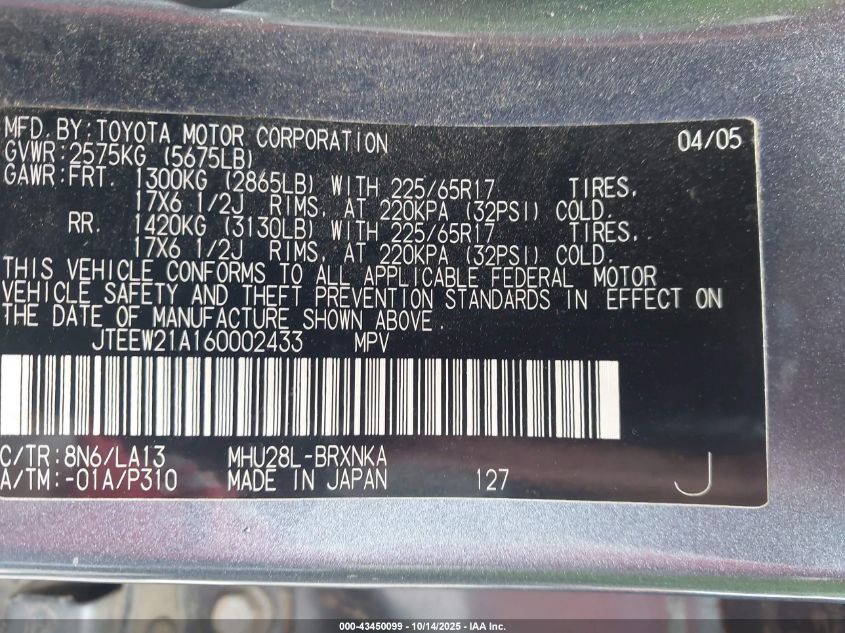 MFD. BY: TOYOTA MOTOR CORPORATION 04/05
GVWR: 2575KG (5675LB)
GAWR: FRT. 1300KG (2865LB) WITH 225/65R17 TIRES,
17X6 1/2J RIMS, AT 220KPA (32PSI) COLD.
RR. 1420KG (3130LB) WITH 225/65R17 TIRES,
17X6 1/2J RIMS, AT 220KPA (32PSI) COLD.
THIS VEHICLE CONFORMS TO ALL APPLICABLE FEDERAL MOTOR
VEHICLE SAFETY AND THEFT PREVENTION STANDARDS IN EFFECT ON
THE DATE OF MANUFACTURE SHOWN ABOVE.
JTEEW21A160002433 MPV
C/TR: 8N6/LA13 MHU28L-BRXNKA
A/TM: -01A/P310 MADE IN JAPAN 127 J
000-43450099 - 10/14/2025 - IAA Inc.